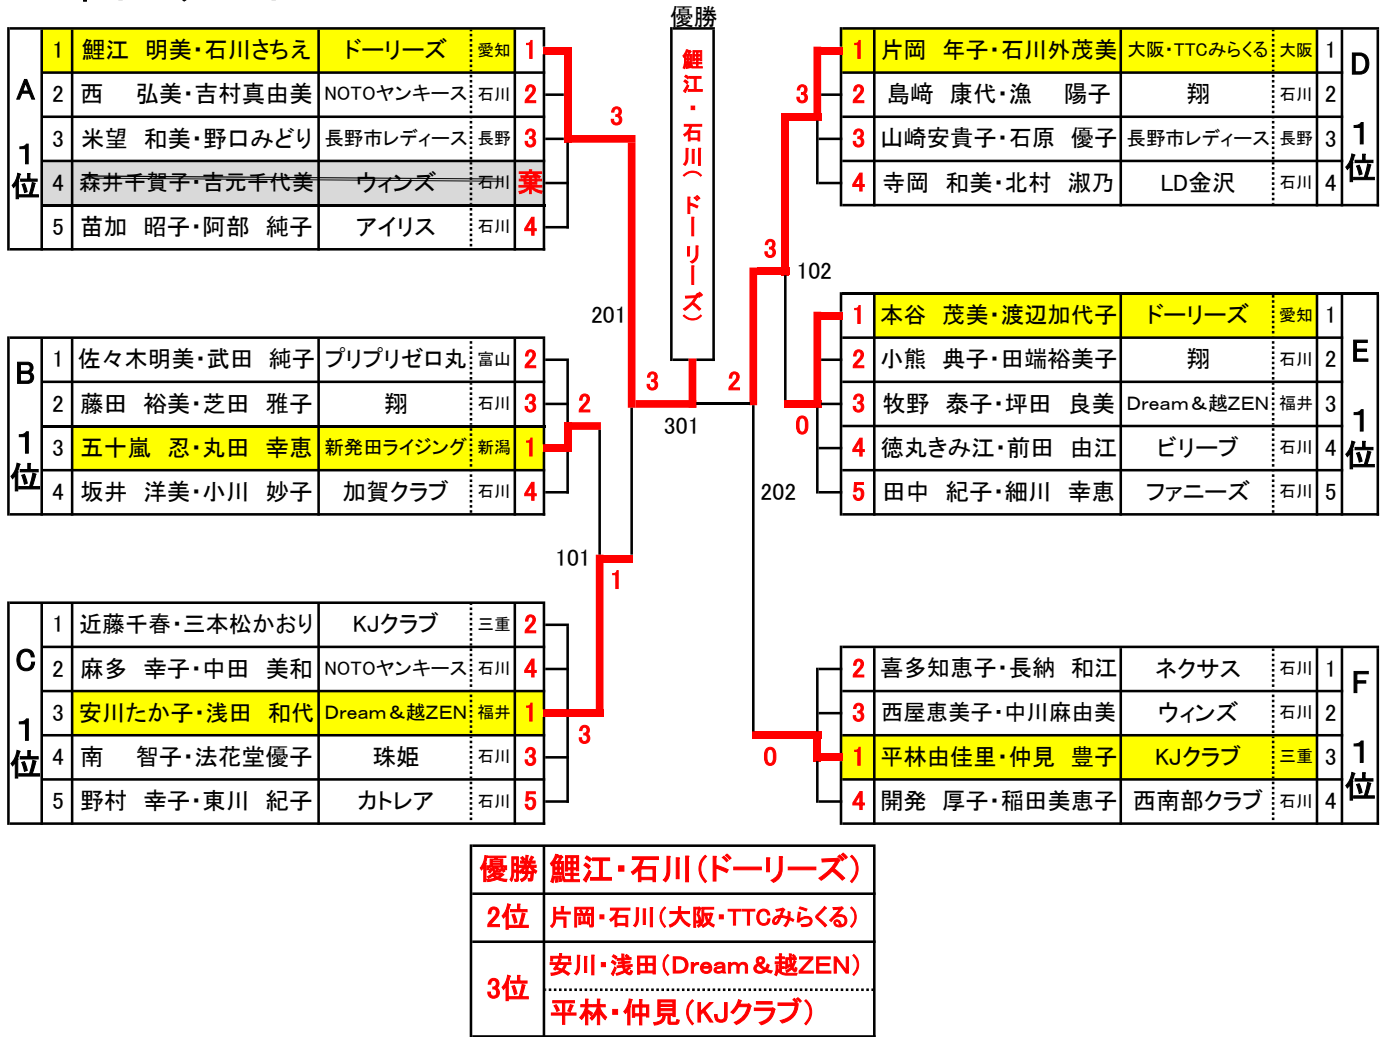 優勝
鯉江・石川(ドーリーズ)
A 1位
1 鯉江 明美・石川さちえ ドーリーズ 愛知 1
2 西 弘美・吉村真由美 NOTOヤンキース 石川 2
3 米望 和美・野口みどり 長野市レディース 長野 3
4 森井千賀子・吉元千代美 ウィンズ 石川 棄
5 苗加 昭子・阿部 純子 アイリス 石川 4
B 1位
1 佐々木明美・武田 純子 プリプリゼロ丸 富山 2
2 藤田 裕美・芝田 雅子 翔 石川 3
3 五十嵐 忍・丸田 幸恵 新発田ライジング 新潟 1
4 坂井 洋美・小川 妙子 加賀クラブ 石川 4
C 1位
1 近藤千春・三本松かおり KJクラブ 三重 2
2 麻多 幸子・中田 美和 NOTOヤンキース 石川 4
3 安川たか子・浅田 和代 Dream&越ZEN 福井 1
4 南 智子・法花堂優子 珠姫 石川 3
5 野村 幸子・東川 紀子 カトレア 石川 5
3
201
2
101
1
3
3
301
2
3
3
102
0
202
0
D 1位
1 片岡 年子・石川外茂美 大阪・TTCみらくる 大阪 1
2 島﨑 康代・漁 陽子 翔 石川 2
3 山崎安貴子・石原 優子 長野市レディース 長野 3
4 寺岡 和美・北村 淑乃 LD金沢 石川 4
E 1位
1 本谷 茂美・渡辺加代子 ドーリーズ 愛知 1
2 小熊 典子・田端裕美子 翔 石川 2
3 牧野 泰子・坪田 良美 Dream&越ZEN 福井 3
4 徳丸きみ江・前田 由江 ビリーブ 石川 4
5 田中 紀子・細川 幸恵 ファニーズ 石川 5
F 1位
2 喜多知恵子・長納 和江 ネクサス 石川 1
3 西屋恵美子・中川麻由美 ウィンズ 石川 2
1 平林由佳里・仲見 豊子 KJクラブ 三重 3
4 開発 厚子・稲田美恵子 西南部クラブ 石川 4
優勝 鯉江・石川(ドーリーズ)
2位 片岡・石川(大阪・TTCみらくる)
3位 安川・浅田(Dream&越ZEN)
平林・仲見(KJクラブ)